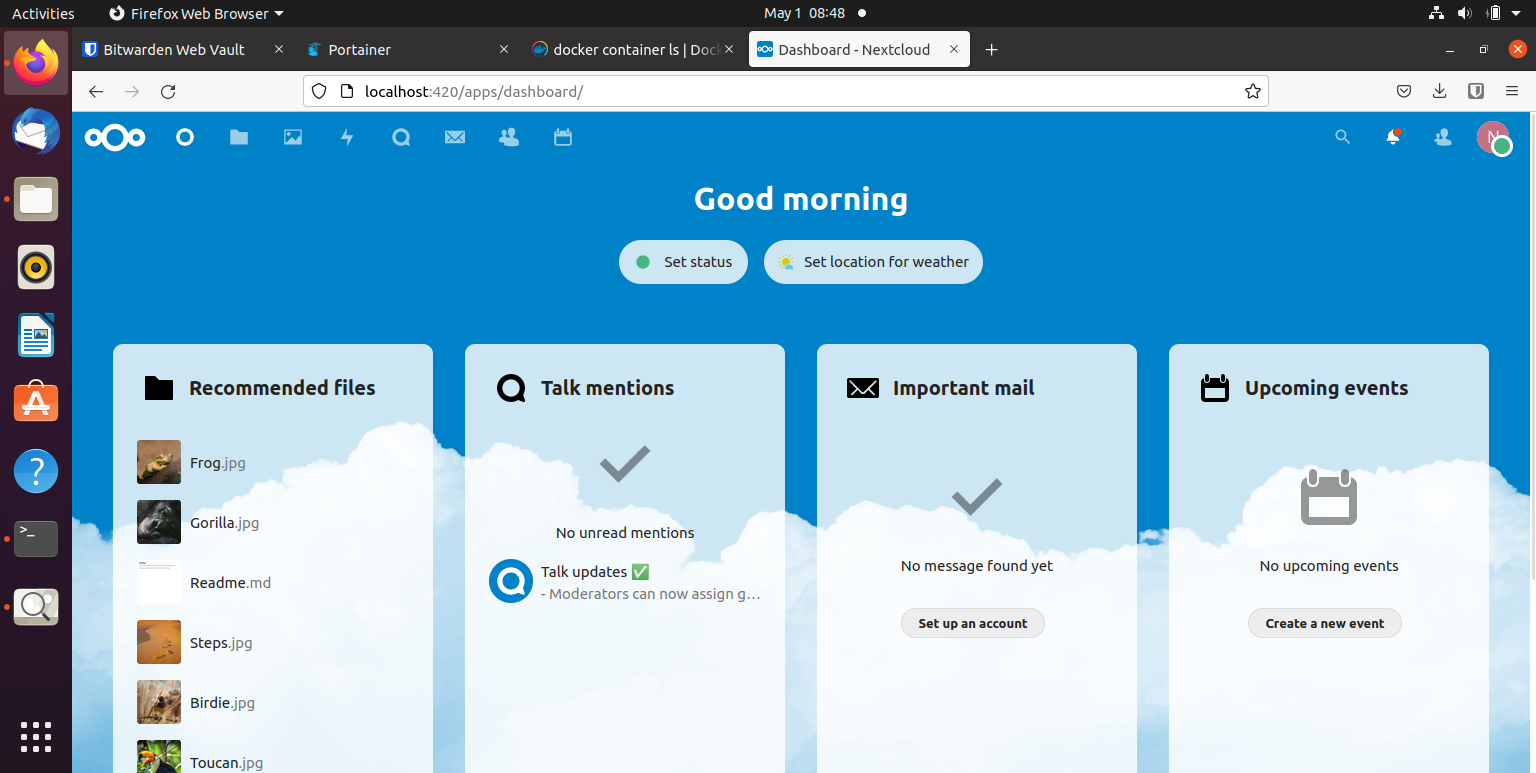 Activities
Firefox Web Browser
May 1 08:48
Bitwarden Web Vault
Portainer
docker container ls | Doc
Dashboard - Nextcloud
localhost:420/apps/dashboard/
N
Good morning
Set status
Set location for weather
Recommended files
Frog.jpg
Gorilla.jpg
Readme.md
Steps.jpg
Birdie.jpg
Toucan.jpg
Talk mentions
No unread mentions
Talk updates ✅
- Moderators can now assign g…
Important mail
No message found yet
Set up an account
Upcoming events
No upcoming events
Create a new event